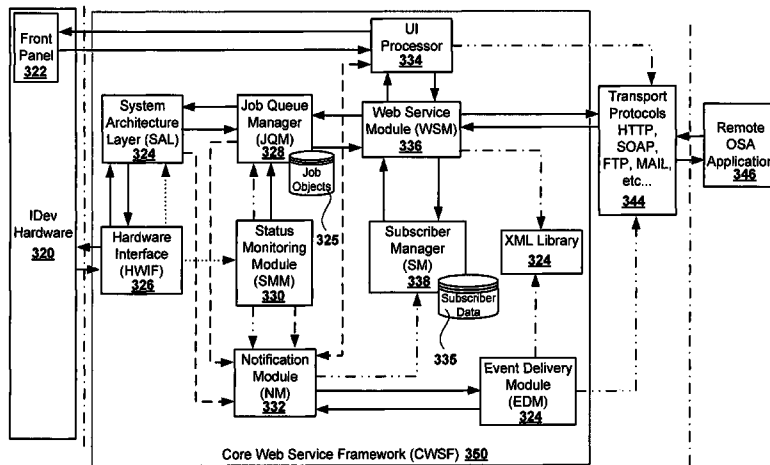 Front
Panel
322
IDev
Hardware
320
System
Architecture
Layer (SAL)
324
Hardware
Interface
(HWIF)
326
Job Queue
Manager
(JQM)
328
Job
Objects
325
Status
Monitoring
Module
(SMM)
330
Notification
Module
(NM)
332
UI
Processor
334
Web Service
Module (WSM)
336
Subscriber
Manager
(SM)
338
Subscriber
Data
335
XML Library
324
Event Delivery
Module
(EDM)
324
Transport
Protocols
HTTP,
SOAP,
FTP, MAIL,
etc...
344
Remote
OSA
Application
346
Core Web Service Framework (CWSF) 350